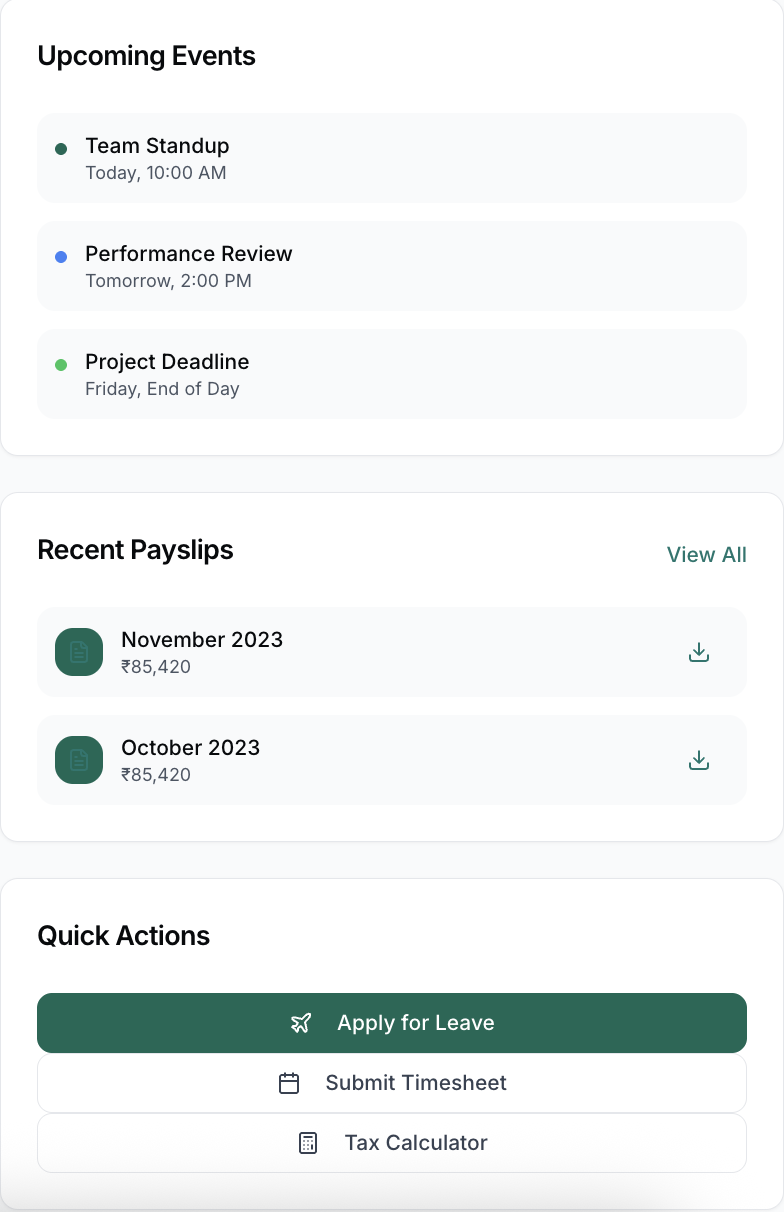 Upcoming Events
Team Standup
Today, 10:00 AM
Performance Review
Tomorrow, 2:00 PM
Project Deadline
Friday, End of Day
Recent Payslips
View All
November 2023
₹85,420
October 2023
₹85,420
Quick Actions
Apply for Leave
Submit Timesheet
Tax Calculator